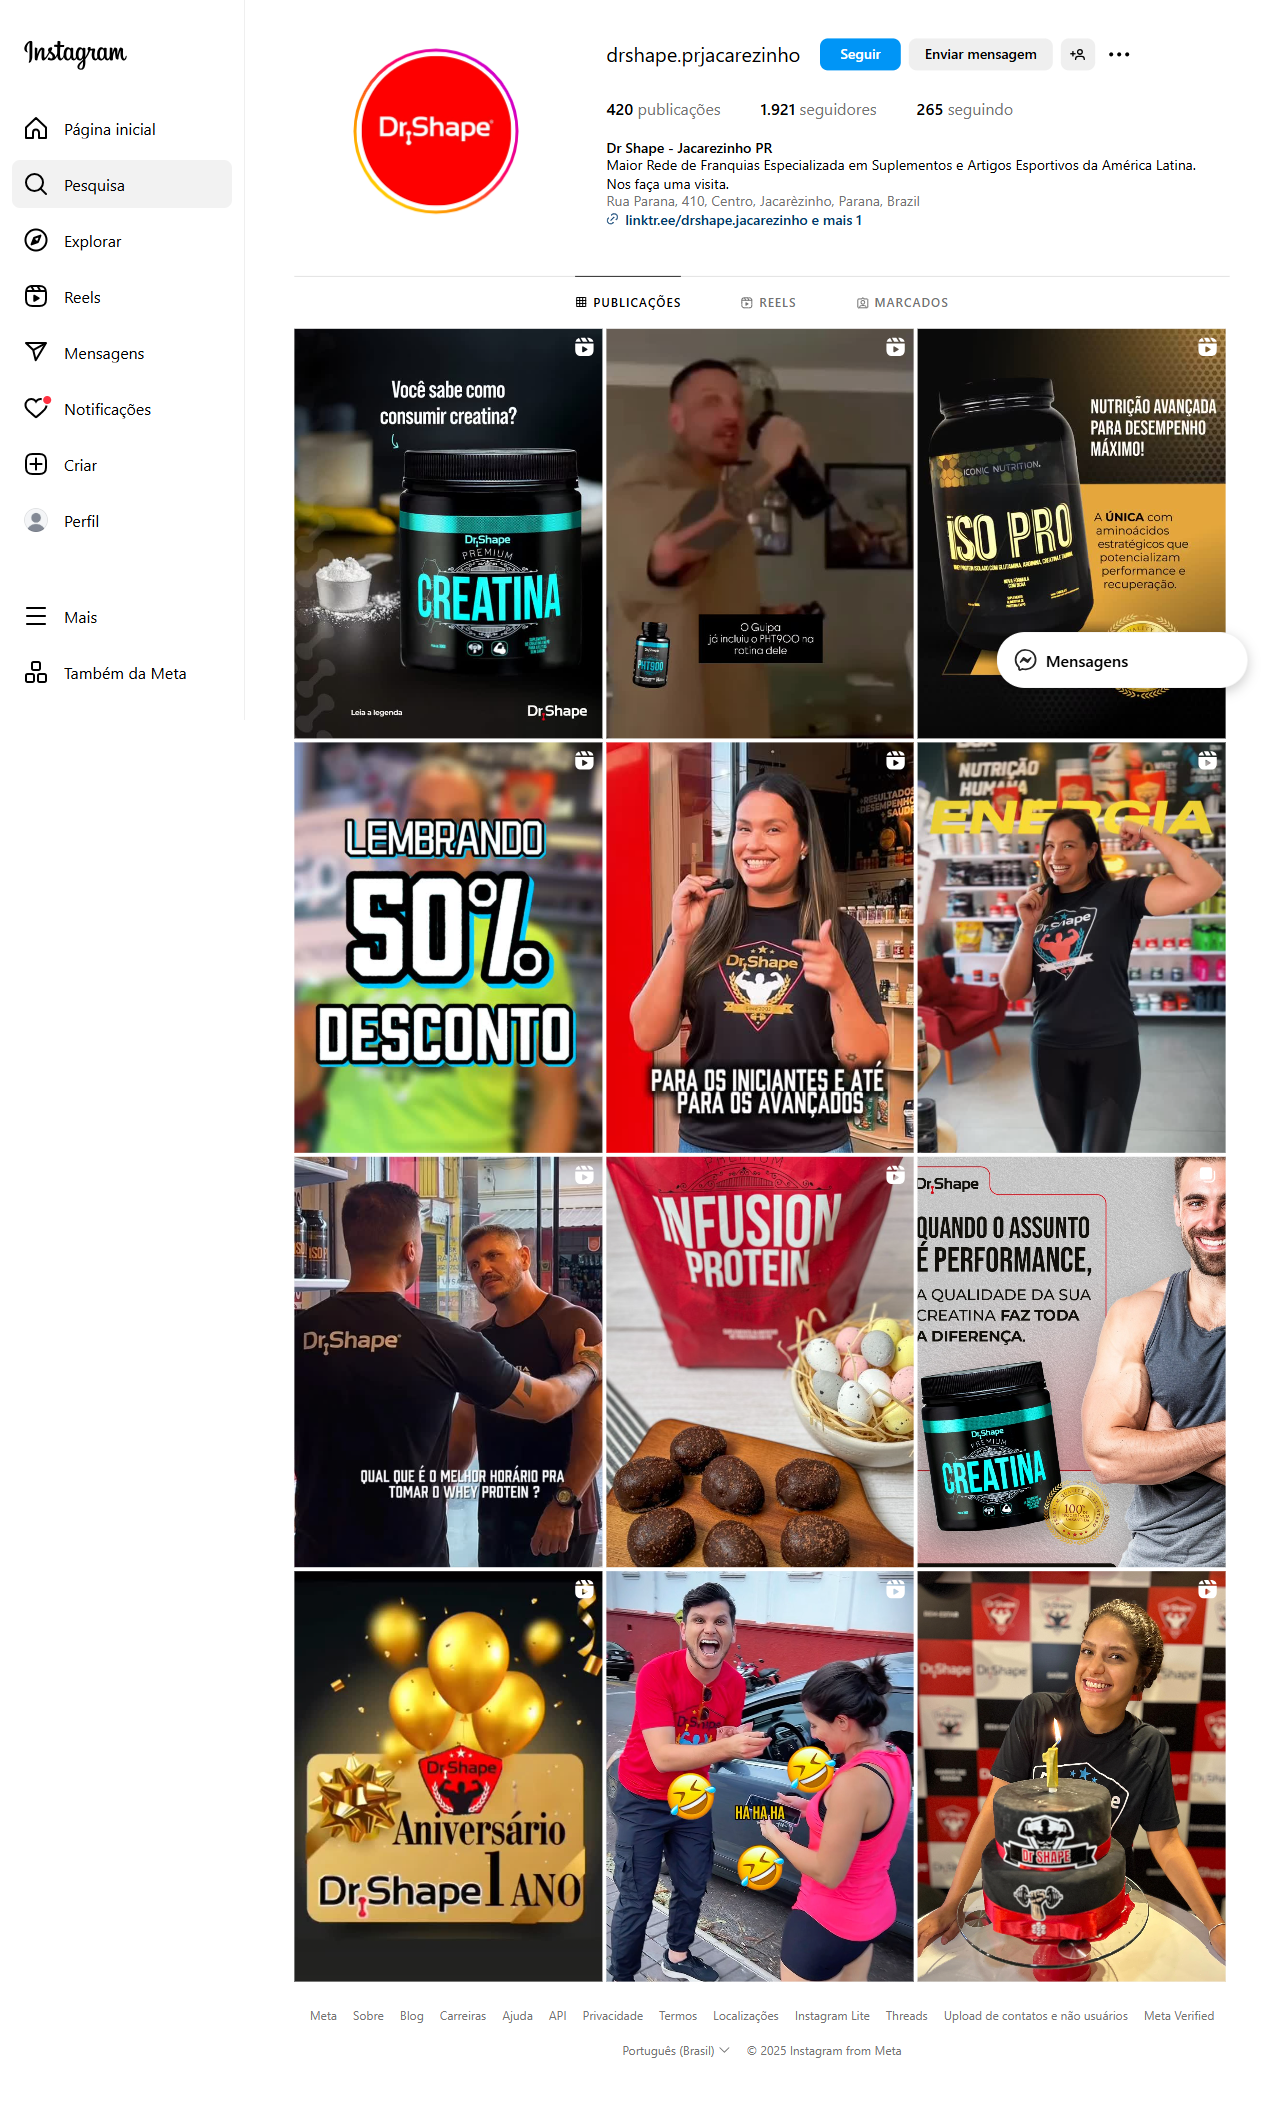 Instagram
Página inicial
Pesquisa
Explorar
Reels
Mensagens
Notificações
Criar
Perfil
Mais
Também da Meta
Dr.Shape
drshape.prjacarezinho
Seguir
Enviar mensagem
420 publicações
1.921 seguidores
265 seguindo
Dr Shape - Jacarezinho PR
Maior Rede de Franquias Especializada em Suplementos e Artigos Esportivos da América Latina.
Nos faça uma visita.
Rua Parana, 410, Centro, Jacarèzinho, Parana, Brazil
linktr.ee/drshape.jacarezinho e mais 1
PUBLICAÇÕES
REELS
MARCADOS
Você sabe como
consumir creatina?
Dr.Shape
PREMIUM
CREATINA
Leia a legenda
Dr.Shape
PHT900
O Guipa
já incluiu o PHT900 na
rotina dele
NUTRIÇÃO AVANÇADA
PARA DESEMPENHO
MÁXIMO!
ICONIC NUTRITION.
ISO PRO
A ÚNICA com
aminoácidos
estratégicos que
potencializam
performance e
recuperação.
Mensagens
LEMBRANDO
50%
DESCONTO
RESULTADOS
DESEMPENHO
SAÚDE
Dr.Shape
PARA OS INICIANTES E ATÉ
PARA OS AVANÇADOS
NUTRIÇÃO
HUMANA
ENERGIA
Dr.Shape
Dr.Shape
QUAL QUE É O MELHOR HORÁRIO PRA
TOMAR O WHEY PROTEIN ?
PREMIUM
INFUSION
PROTEIN
Dr.Shape
QUANDO O ASSUNTO
É PERFORMANCE,
A QUALIDADE DA SUA
CREATINA FAZ TODA
A DIFERENÇA.
Dr.Shape
PREMIUM
CREATINA
100%
Dr.Shape
Aniversário
Dr.Shape 1 ANO
HA HA HA
Dr.Shape
Dr.Shape
1
Dr SHAPE
Meta
Sobre
Blog
Carreiras
Ajuda
API
Privacidade
Termos
Localizações
Instagram Lite
Threads
Upload de contatos e não usuários
Meta Verified
Português (Brasil)
© 2025 Instagram from Meta